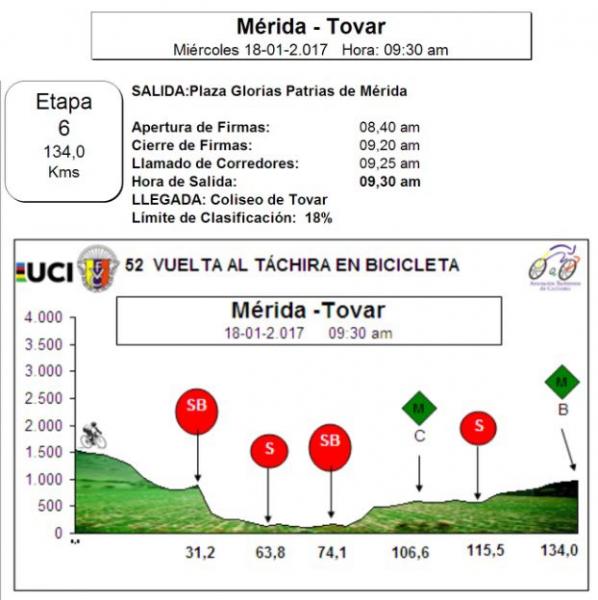 Mérida - Tovar
Miércoles 18-01-2.017 Hora: 09:30 am
Etapa
6
134,0
Kms
SALIDA:Plaza Glorias Patrias de Mérida
Apertura de Firmas: 08,40 am
Cierre de Firmas: 09,20 am
Llamado de Corredores: 09,25 am
Hora de Salida: 09,30 am
LLEGADA: Coliseo de Tovar
Límite de Clasificación: 18%
UCI
52 VUELTA AL TÁCHIRA EN BICICLETA
Mérida -Tovar
18-01-2.017 09:30 am
4.000
3.500
3.000
2.500
2.000
1.500
1.000
500
0
SB
S
SB
M
C
S
M
B
31,2 63,8 74,1 106,6 115,5 134,0